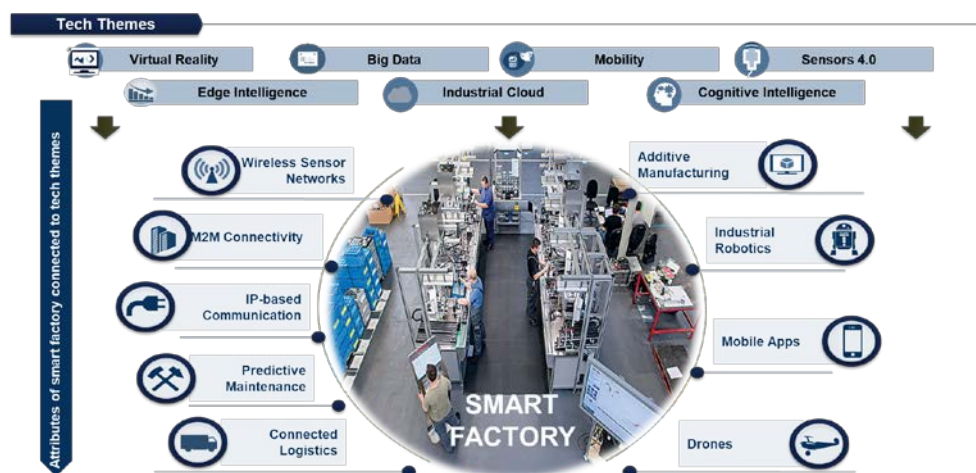 Tech Themes
Virtual Reality
Big Data
Mobility
Sensors 4.0
Edge Intelligence
Industrial Cloud
Cognitive Intelligence
Attributes of smart factory connected to tech themes
Wireless Sensor
Networks
M2M Connectivity
IP-based
Communication
Predictive
Maintenance
Connected
Logistics
Additive
Manufacturing
Industrial
Robotics
Mobile Apps
Drones
SMART
FACTORY